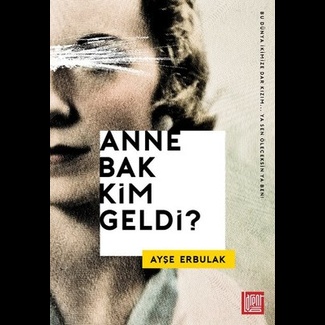 ANNE
BAK
KİM
GELDİ?
AYŞE ERBULAK
BU DÜNYA İKİMİZE DAR KIZIM... YA SEN ÖLECEKSİN YA BEN!